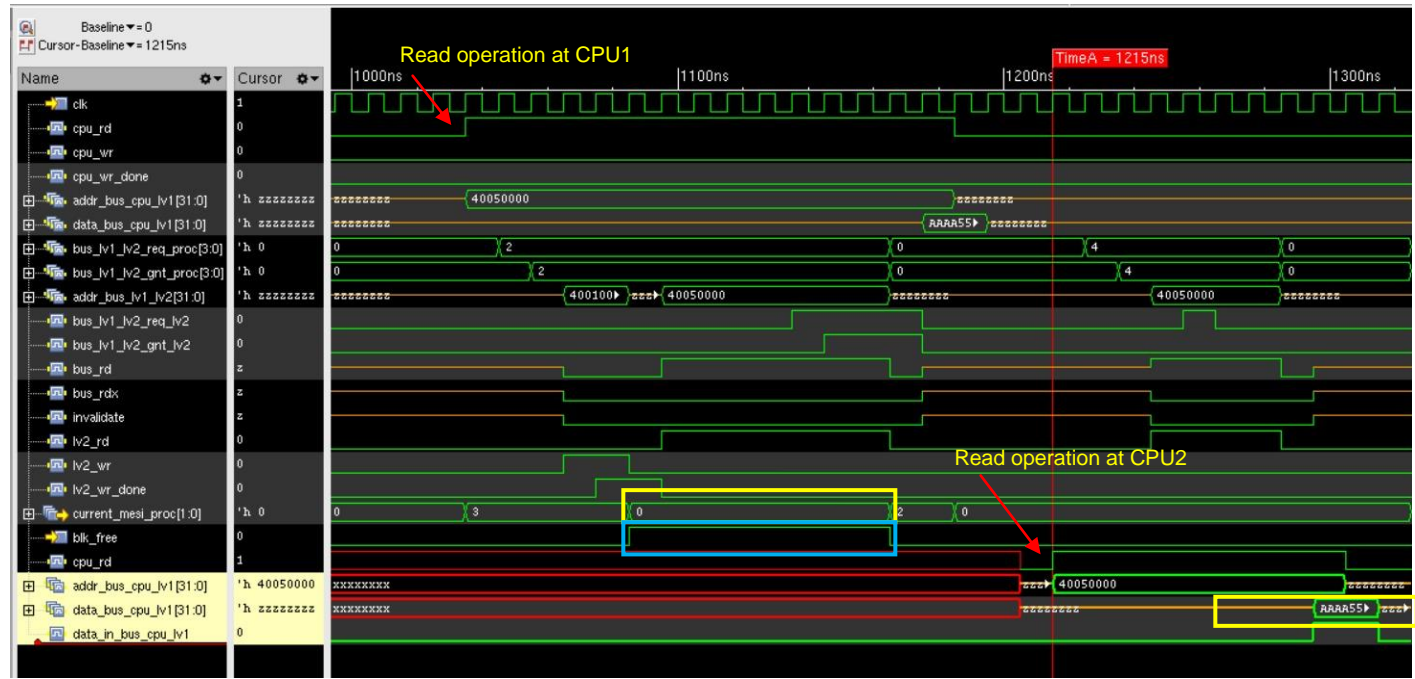 Baseline▼= 0
Cursor-Baseline▼= 1215ns
Read operation at CPU1
TimeA = 1215ns
Name Cursor 1000ns 1100ns 1200ns 1300ns
clk 1
cpu_rd 0
cpu_wr 0
cpu_wr_done 0
addr_bus_cpu_lv1[31:0] 'h zzzzzzzz zzzzzzzz 40050000 zzzzzzzz
data_bus_cpu_lv1[31:0] 'h zzzzzzzz zzzzzzzz AAAA55 zzzzzzzz
bus_lv1_lv2_req_proc[3:0] 'h 0 0 2 0 4 0
bus_lv1_lv2_gnt_proc[3:0] 'h 0 0 2 0 4 0
addr_bus_lv1_lv2[31:0] 'h zzzzzzzz zzzzzzzz 400100 zzz 40050000 zzzzzzzz 40050000 zzzzzzzz
bus_lv1_lv2_req_lv2 0
bus_lv1_lv2_gnt_lv2 0
bus_rd z
bus_rdx z
invalidate z
lv2_rd 0
lv2_wr 0
Read operation at CPU2
lv2_wr_done 0
current_mesi_proc[1:0] 'h 0 0 3 0 2 0
blk_free 0
cpu_rd 1
addr_bus_cpu_lv1[31:0] 'h 40050000 xxxxxxxx zzz 40050000 zzzzzzzz
data_bus_cpu_lv1[31:0] 'h zzzzzzzz xxxxxxxx zzzzzzzz AAAA55 zzz
data_in_bus_cpu_lv1 0